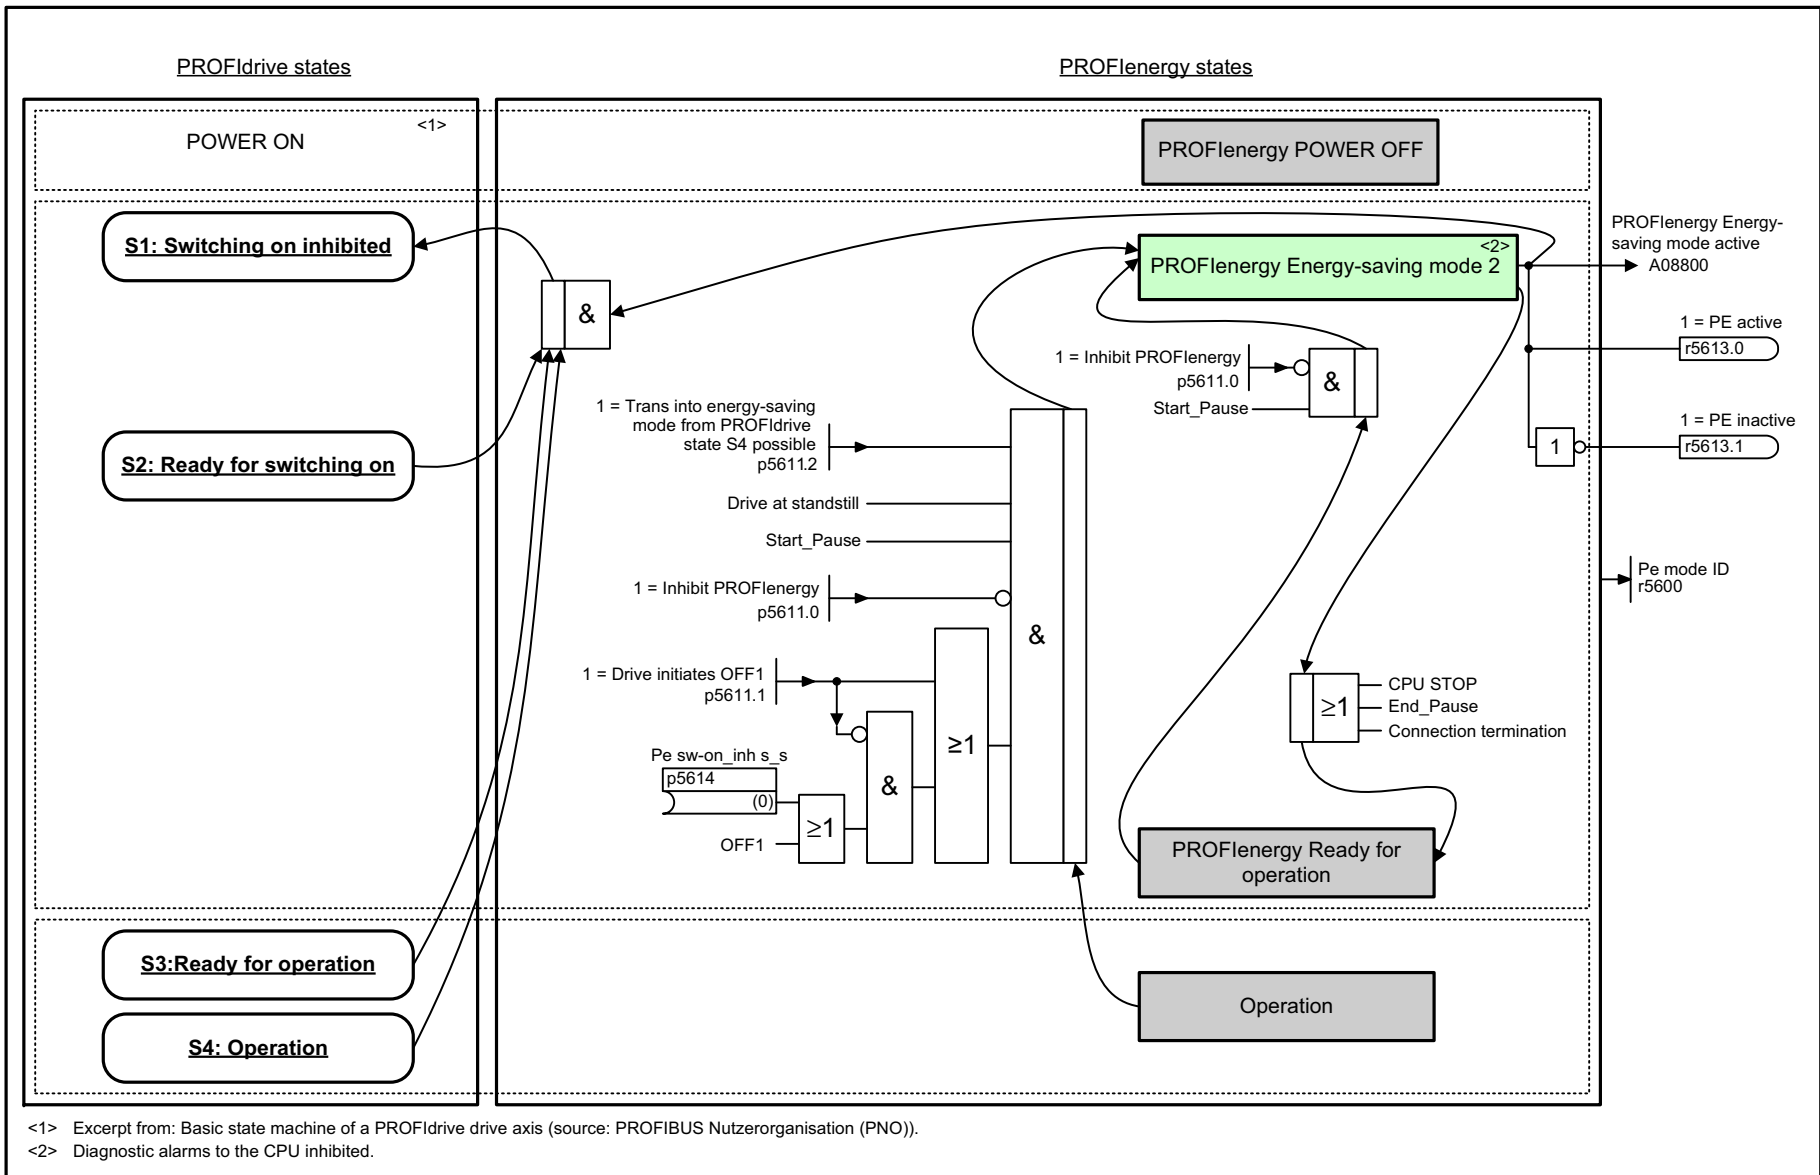 PROFIdrive states
PROFIenergy states
POWER ON
<1>
PROFIenergy POWER OFF
S1: Switching on inhibited
<2>
PROFIenergy Energy-saving mode 2
PROFIenergy Energy-
saving mode active
A08800
&
1 = PE active
r5613.0
1 = Inhibit PROFIenergy
p5611.0
&
Start_Pause
1 = Trans into energy-saving
mode from PROFIdrive
state S4 possible
p5611.2
1 = PE inactive
1
r5613.1
S2: Ready for switching on
Drive at standstill
Start_Pause
1 = Inhibit PROFIenergy
p5611.0
Pe mode ID
r5600
&
1 = Drive initiates OFF1
p5611.1
≥1
CPU STOP
End_Pause
Connection termination
Pe sw-on_inh s_s
p5614
(0)
≥1
OFF1
&
≥1
PROFIenergy Ready for
operation
S3:Ready for operation
Operation
S4: Operation
<1> Excerpt from: Basic state machine of a PROFIdrive drive axis (source: PROFIBUS Nutzerorganisation (PNO)).
<2> Diagnostic alarms to the CPU inhibited.